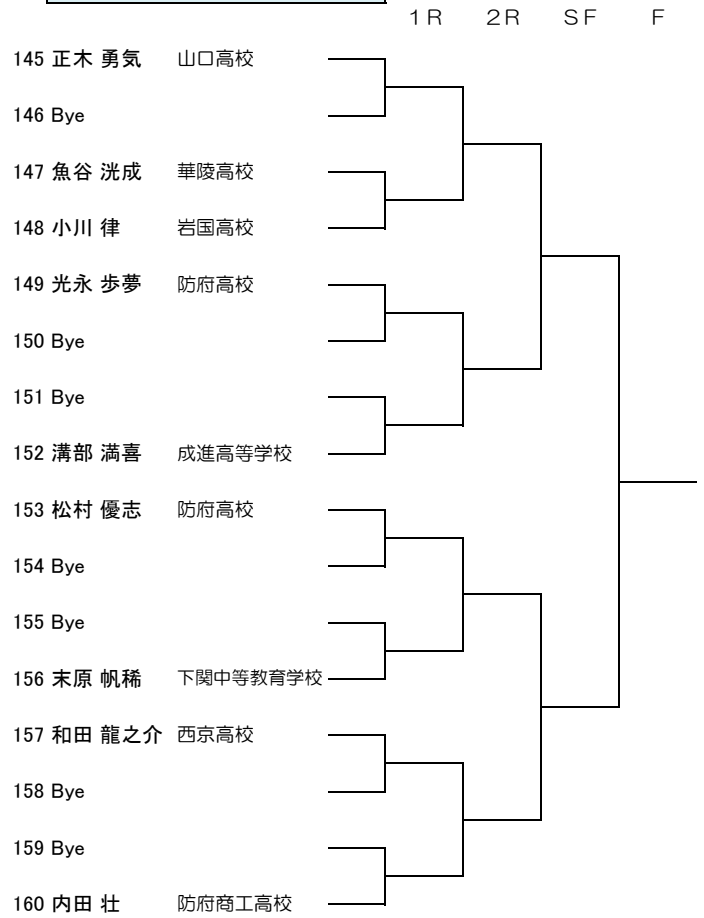 1R 2R SF F
145 正木 勇気 山口高校
146 Bye
147 魚谷 洸成 華陵高校
148 小川 律 岩国高校
149 光永 歩夢 防府高校
150 Bye
151 Bye
152 溝部 満喜 成進高等学校
153 松村 優志 防府高校
154 Bye
155 Bye
156 末原 帆稀 下関中等教育学校
157 和田 龍之介 西京高校
158 Bye
159 Bye
160 内田 壮 防府商工高校